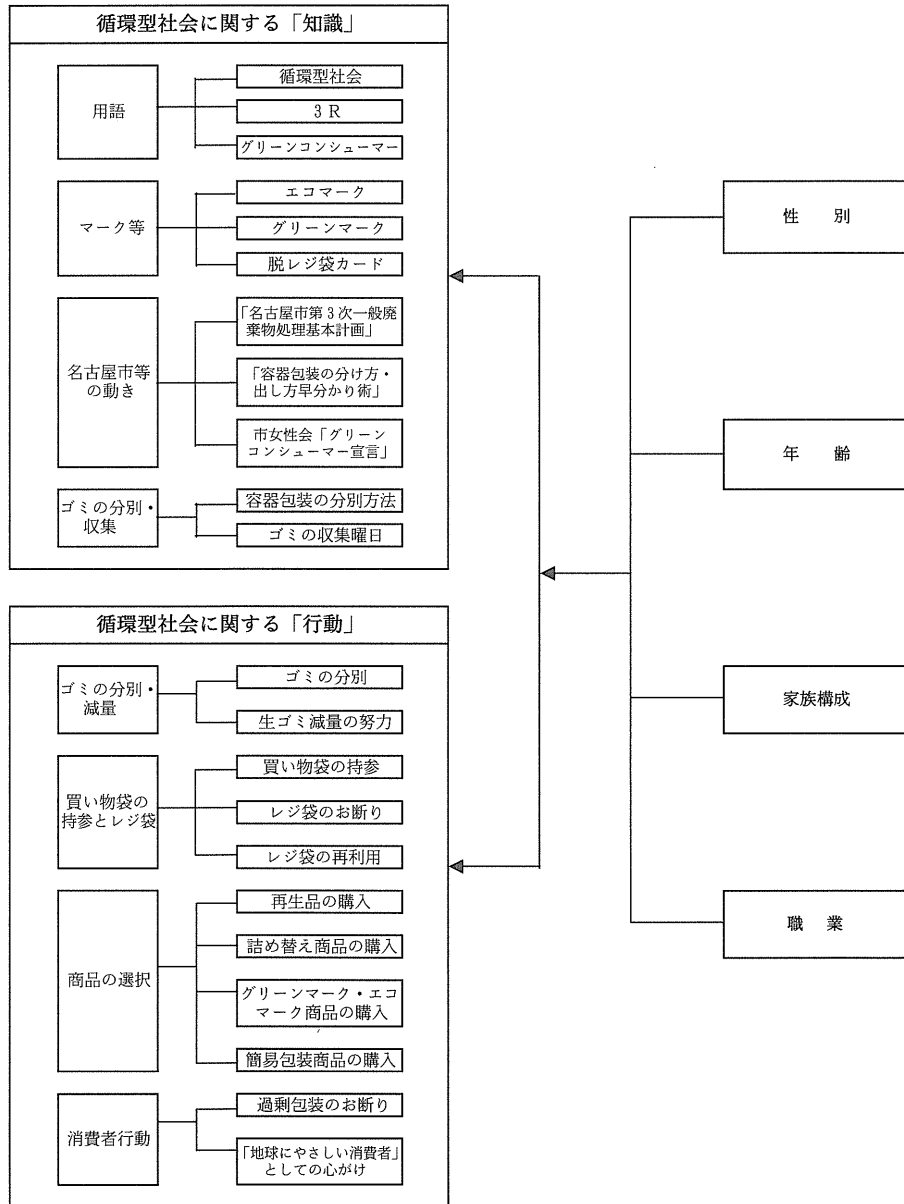 循環型社会に関する「知識」
用語
循環型社会
３Ｒ
グリーンコンシューマー
マーク等
エコマーク
グリーンマーク
脱レジ袋カード
名古屋市等
の動き
「名古屋市第３次一般廃
棄物処理基本計画」
「容器包装の分け方・
出し方早分かり術」
市女性会「グリーン
コンシューマー宣言」
ゴミの分別・
収集
容器包装の分別方法
ゴミの収集曜日
循環型社会に関する「行動」
ゴミの分別・
減量
ゴミの分別
生ゴミ減量の努力
買い物袋の
持参とレジ袋
買い物袋の持参
レジ袋のお断り
レジ袋の再利用
商品の選択
再生品の購入
詰め替え商品の購入
グリーンマーク・エコ
マーク商品の購入
簡易包装商品の購入
消費者行動
過剰包装のお断り
「地球にやさしい消費者」
としての心がけ
性別
年齢
家族構成
職業